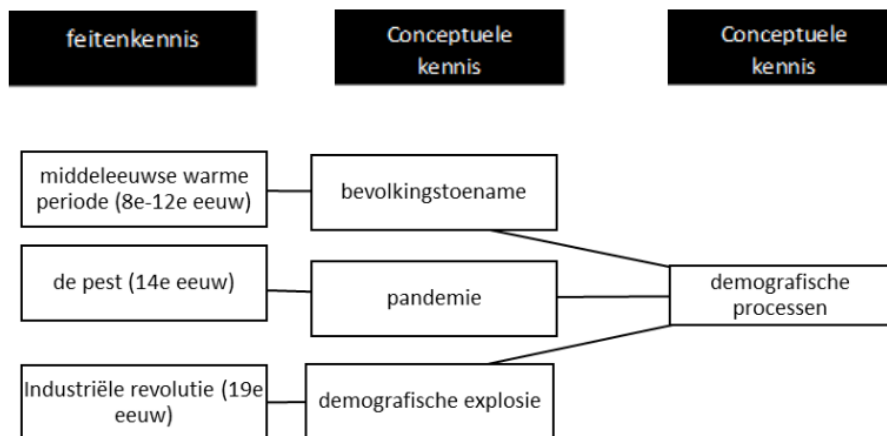 feitenkennis
Conceptuele
kennis
Conceptuele
kennis
middeleeuwse warme
periode (8e-12e eeuw)
bevolkingstoename
de pest (14e eeuw)
pandemie
demografische
processen
Industriële revolutie (19e
eeuw)
demografische explosie